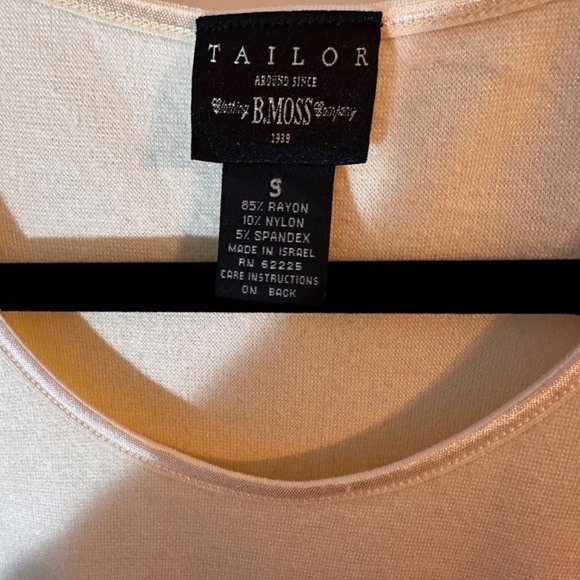 TAILOR
AROUND SINCE
Clothing B.MOSS Company
1939
S
85% RAYON
10% NYLON
5% SPANDEX
MADE IN ISRAEL
RN 62225
CARE INSTRUCTIONS
ON BACK